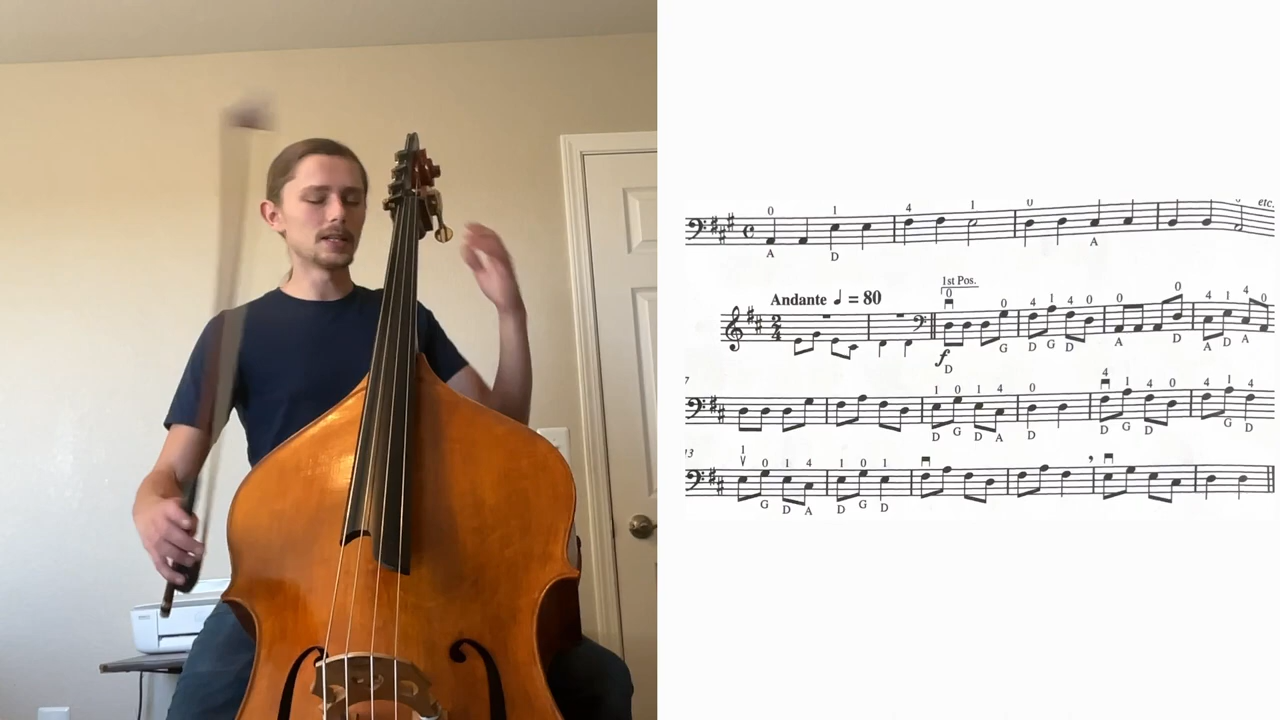 0 1 4 1 0 etc.
A D A
1st Pos.
Andante ♩ = 80
0 0 4 1 4 0 0 0 4 1 4 0
2
4
f
G D G D A D A D A
D
7
4
1 0 1 4 0 1 4 0 4 1 4
D G D A D D G D G D
13
1
V 0 1 4 1 0 1
G D A D G D